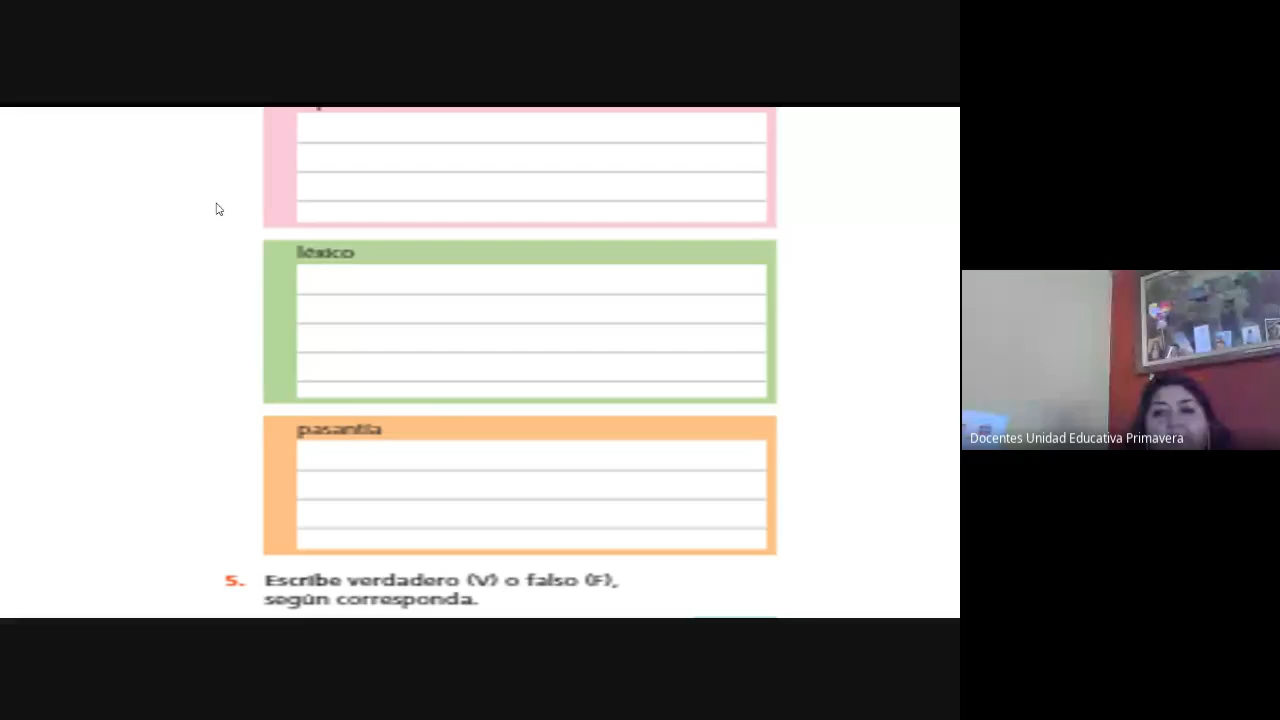 léxico
pasantía
5. Escribe verdadero (V) o falso (F),
según corresponda.
Docentes Unidad Educativa Primavera